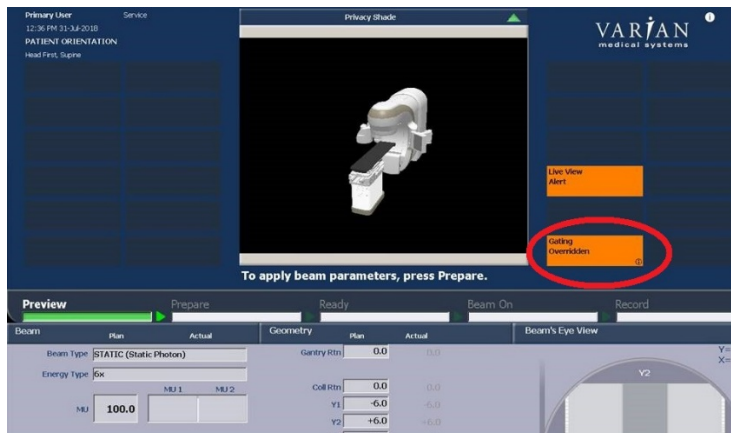 Primary User
Service
12:36 PM 31-Jul-2018
PATIENT ORIENTATION
Head First, Supine
Privacy Shade
VARIAN
medical systems
Live View
Alert
Gating
Overridden
To apply beam parameters, press Prepare.
Preview
Prepare
Ready
Beam On
Record
Beam
Plan
Actual
Geometry
Plan
Actual
Beam's Eye View
Beam Type
STATIC (Static Photon)
Gantry Rtn
0.0
0.0
Y=
X=
Energy Type
6x
Y2
MU 1
MU 2
Coll Rtn
0.0
0.0
MU
100.0
Y1
-6.0
-6.0
Y2
+6.0
+6.0